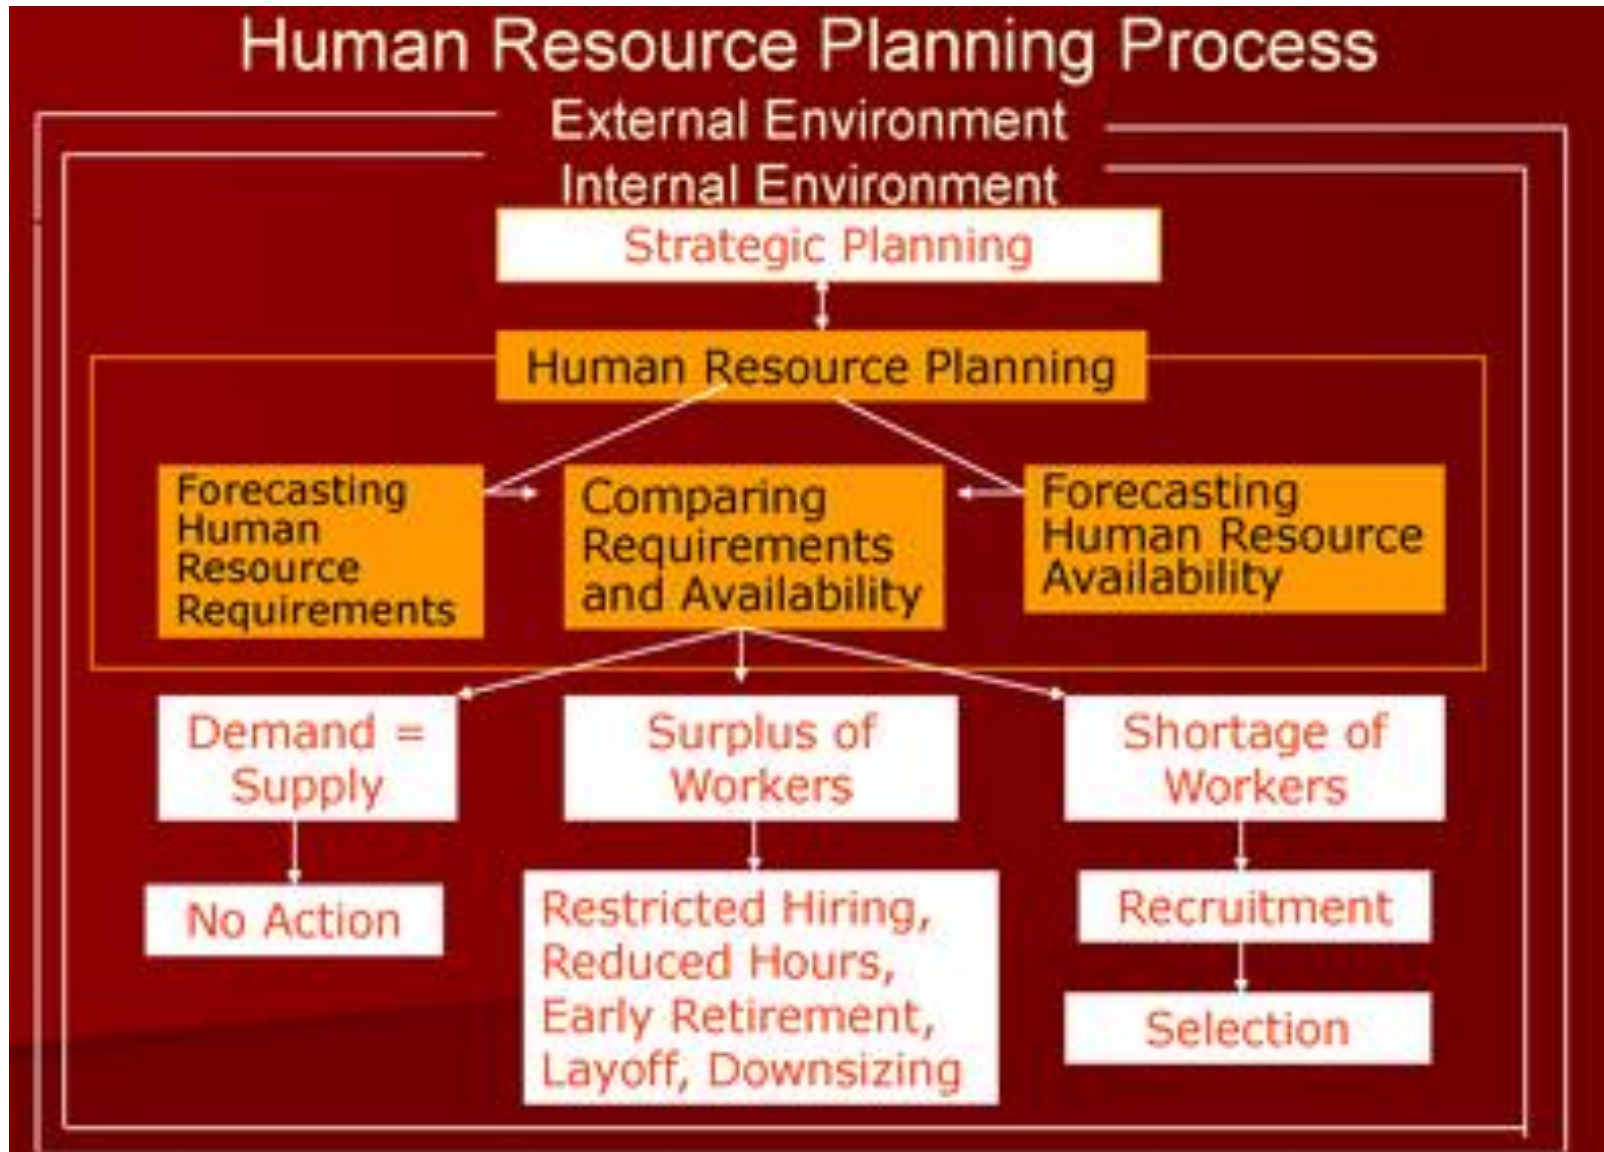 Human Resource Planning Process
External Environment
Internal Environment
Strategic Planning
Human Resource Planning
Forecasting
Human
Resource
Requirements
Comparing
Requirements
and Availability
Forecasting
Human Resource
Availability
Demand =
Supply
Surplus of
Workers
Shortage of
Workers
No Action
Restricted Hiring,
Reduced Hours,
Early Retirement,
Layoff, Downsizing
Recruitment
Selection